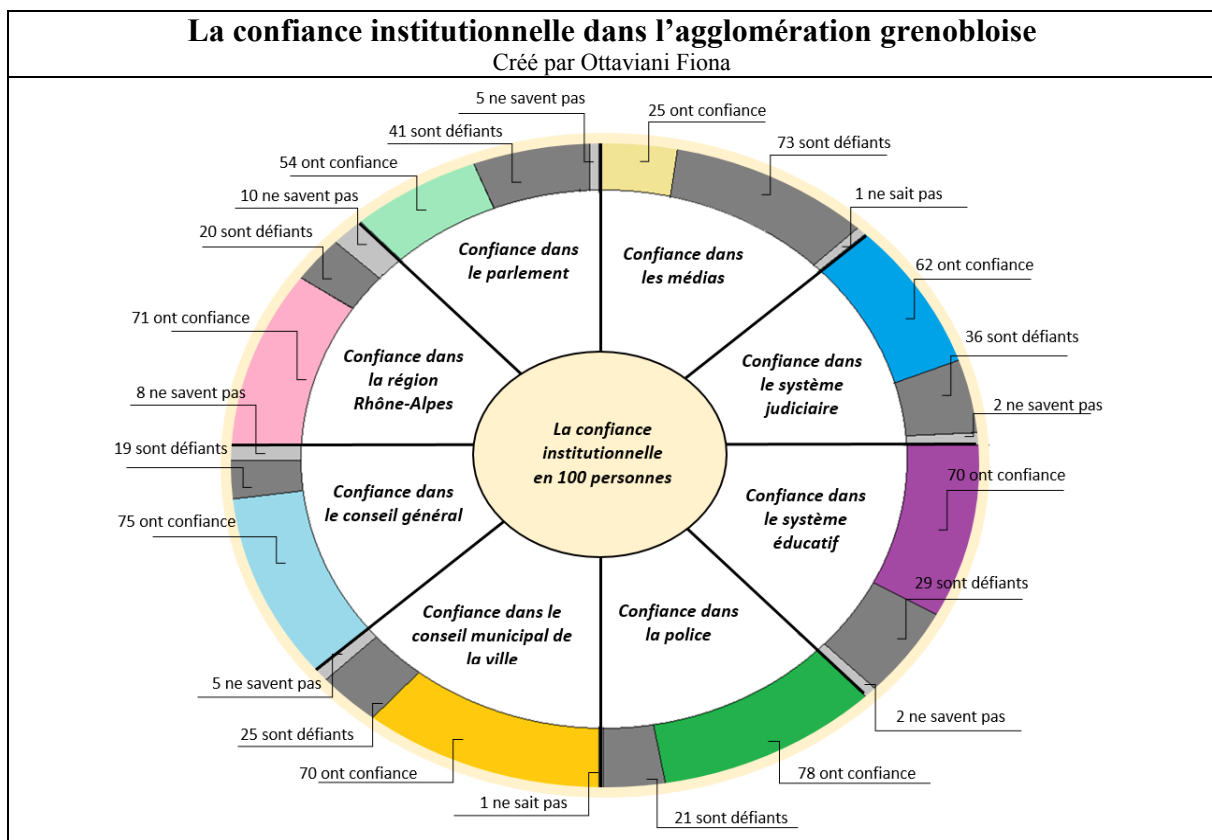 La confiance institutionnelle dans l'agglomération grenobloise
Créé par Ottaviani Fiona
5 ne savent pas
25 ont confiance
41 sont défiants
73 sont défiants
54 ont confiance
1 ne sait pas
10 ne savent pas
20 sont défiants
62 ont confiance
71 ont confiance
36 sont défiants
8 ne savent pas
2 ne savent pas
19 sont défiants
70 ont confiance
75 ont confiance
29 sont défiants
5 ne savent pas
2 ne savent pas
25 sont défiants
70 ont confiance
78 ont confiance
1 ne sait pas
21 sont défiants
Confiance dans
le parlement
Confiance dans
les médias
Confiance dans
la région
Rhône-Alpes
Confiance dans
le système
judiciaire
La confiance
institutionnelle
en 100 personnes
Confiance dans
le conseil général
Confiance dans
le système
éducatif
Confiance dans le
conseil municipal de
la ville
Confiance dans
la police